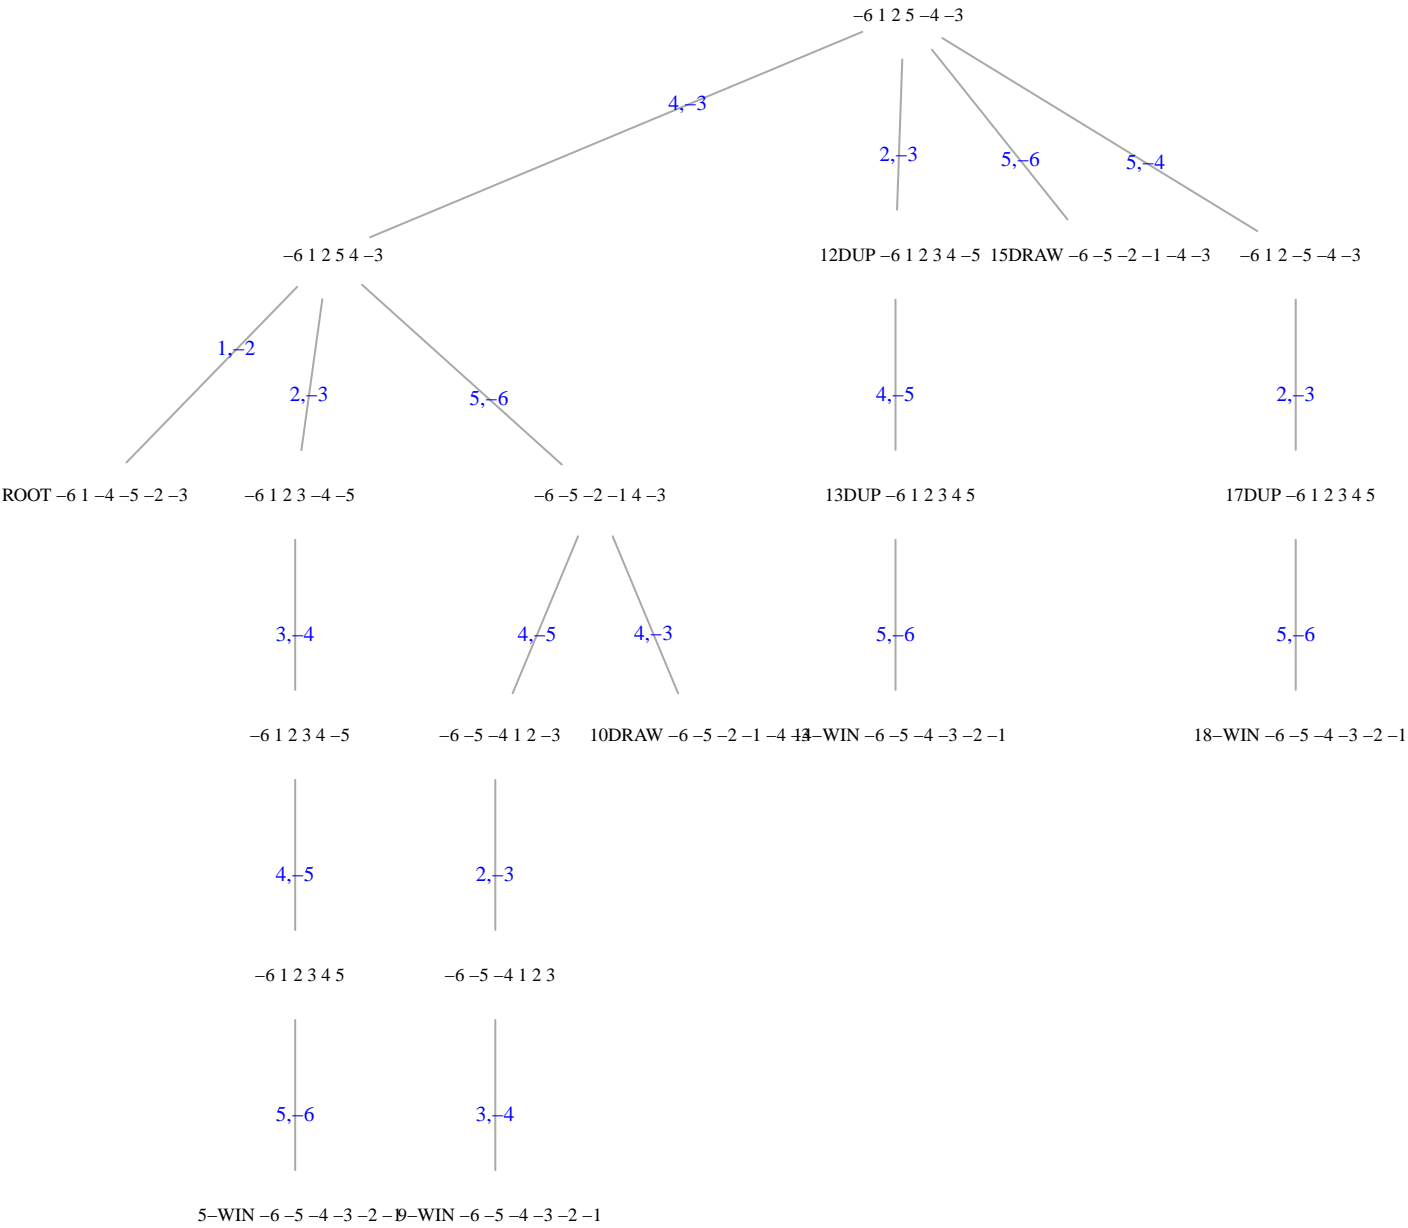 –6 1 2 5 –4 –3
4,–3
2,–3
5,–6
5,–4
–6 1 2 5 4 –3
12DUP –6 1 2 3 4 –5
15DRAW –6 –5 –2 –1 –4 –3
–6 1 2 –5 –4 –3
1,–2
2,–3
5,–6
4,–5
2,–3
ROOT –6 1 –4 –5 –2 –3
–6 1 2 3 –4 –5
–6 –5 –2 –1 4 –3
13DUP –6 1 2 3 4 5
17DUP –6 1 2 3 4 5
3,–4
4,–5
4,–3
5,–6
5,–6
–6 1 2 3 4 –5
–6 –5 –4 1 2 –3
10DRAW –6 –5 –2 –1 –4 –3
14–WIN –6 –5 –4 –3 –2 –1
18–WIN –6 –5 –4 –3 –2 –1
4,–5
2,–3
–6 1 2 3 4 5
–6 –5 –4 1 2 3
5,–6
3,–4
5–WIN –6 –5 –4 –3 –2 –1
9–WIN –6 –5 –4 –3 –2 –1